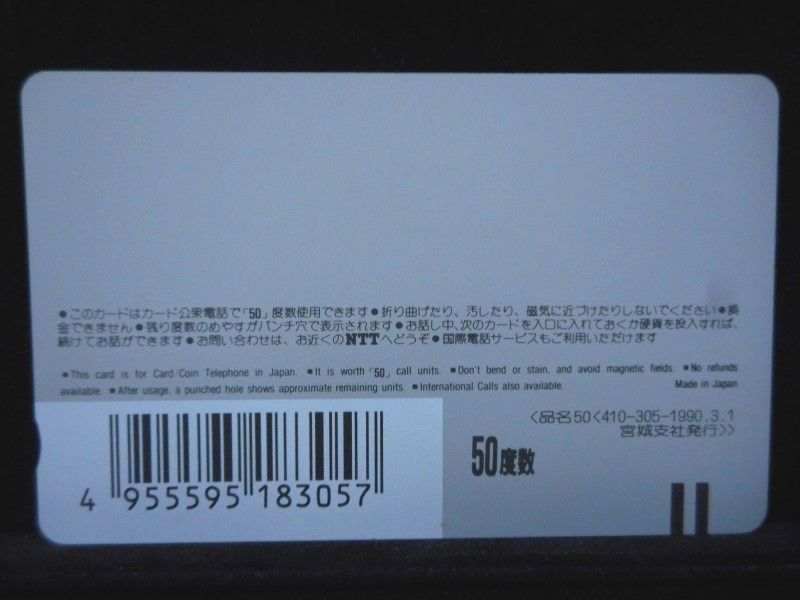 ●このカードはカード公衆電話で「50」度数使用できます●折り曲げたり、汚したり、磁気に近づけたりしないでください●換
金できません●残り度数のめやすがパンチ穴で表示されます●お話し中、次のカードを入口に入れておくか硬貨を投入すれば、
続けてお話ができます●お問い合わせは、お近くのNTTへどうぞ●国際電話サービスもご利用いただけます
■This card is for Card/Coin Telephone in Japan. ■It is worth「50」call units. ■Don't bend or stain, and avoid magnetic fields. ■No refunds
available. ■After usage, a punched hole shows approximate remaining units. ■International Calls also available.
Made in Japan
<品名50<410-305-1990.3.1
宮城支社発行>>
50度数
4 955595 183057